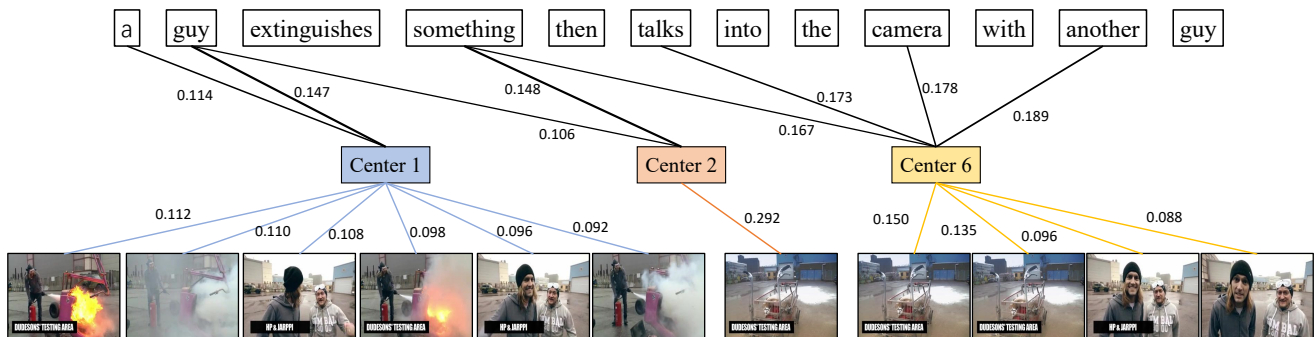 a guy extinguishes something then talks into the camera with another guy
0.114 0.147 0.106 0.148 0.167 0.173 0.178 0.189
Center 1 Center 2 Center 6
0.112 0.110 0.108 0.098 0.096 0.092 0.292 0.150 0.135 0.096 0.088
DUDESONS' TESTING AREA HP & JARPPI DUDESONS' TESTING AREA HP & JARPPI DUDESONS' TESTING AREA DUDESONS' TESTING AREA DUDESONS' TESTING AREA HP & JARPPI